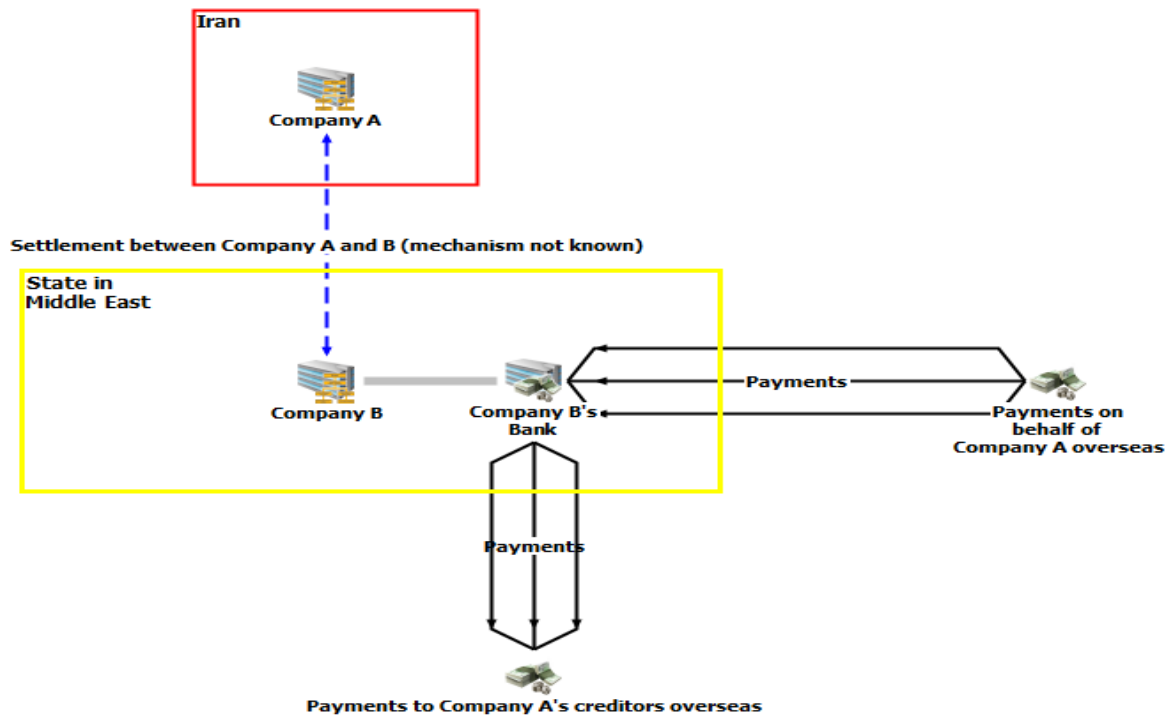 Iran
Company A
Settlement between Company A and B (mechanism not known)
State in
Middle East
Company B
Company B's
Bank
Payments
Payments on
behalf of
Company A overseas
Payments
Payments to Company A's creditors overseas